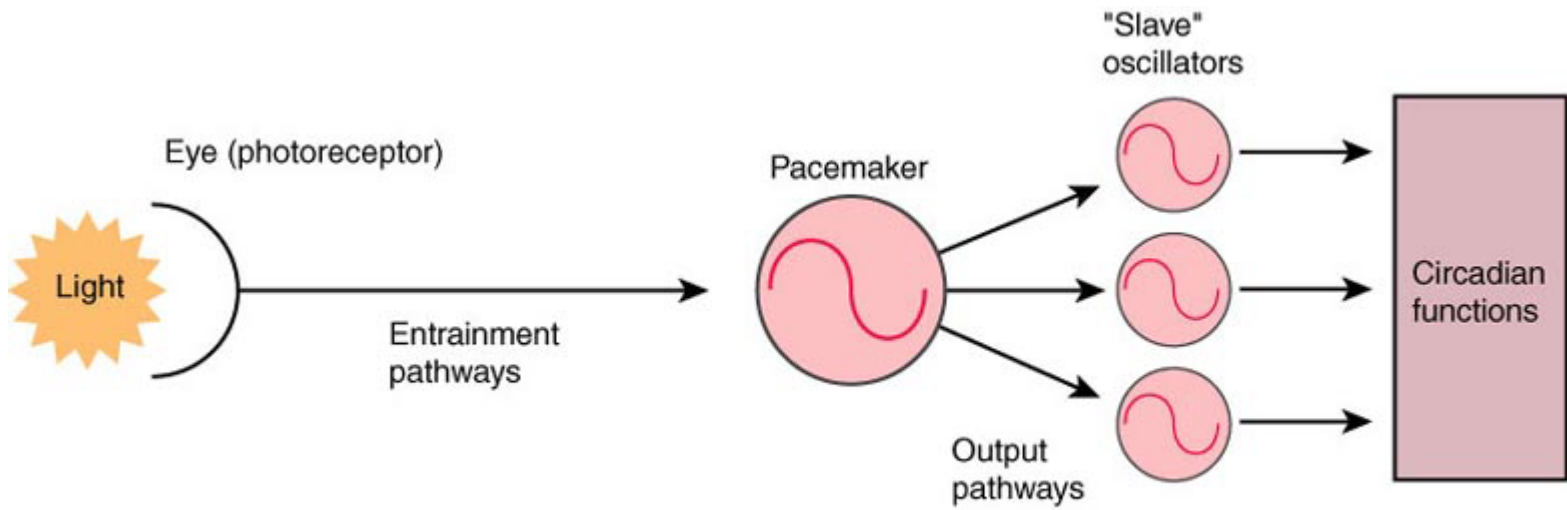 Light
Eye (photoreceptor)
Entrainment
pathways
Pacemaker
Output
pathways
"Slave"
oscillators
Circadian
functions